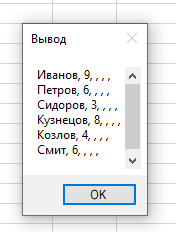 Вывод
Иванов, 9, , , ,
Петров, 6, , , ,
Сидоров, 3, , , ,
Кузнецов, 8, , , ,
Козлов, 4, , , ,
Смит, 6, , , ,
OK